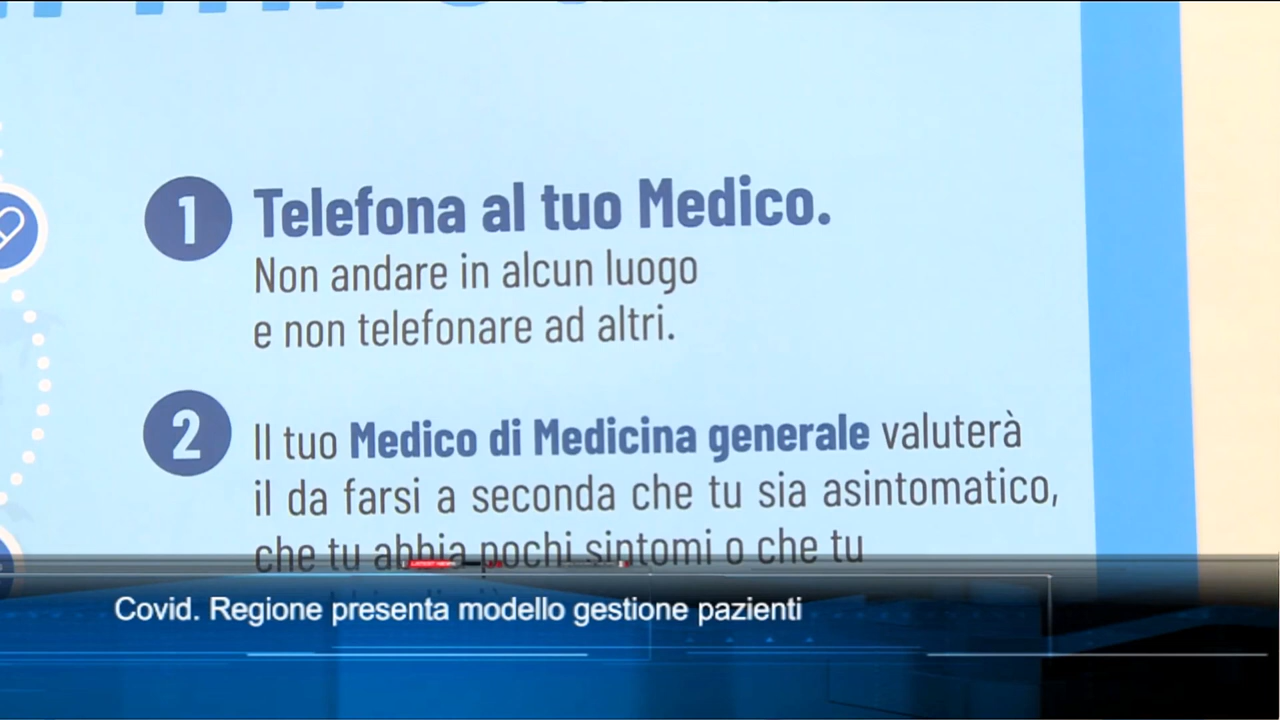 1 Telefona al tuo Medico.
Non andare in alcun luogo
e non telefonare ad altri.
2 Il tuo Medico di Medicina generale valuterà
il da farsi a seconda che tu sia asintomatico,
che tu abbia pochi sintomi o che tu
LATEST NEWS
Covid. Regione presenta modello gestione pazienti